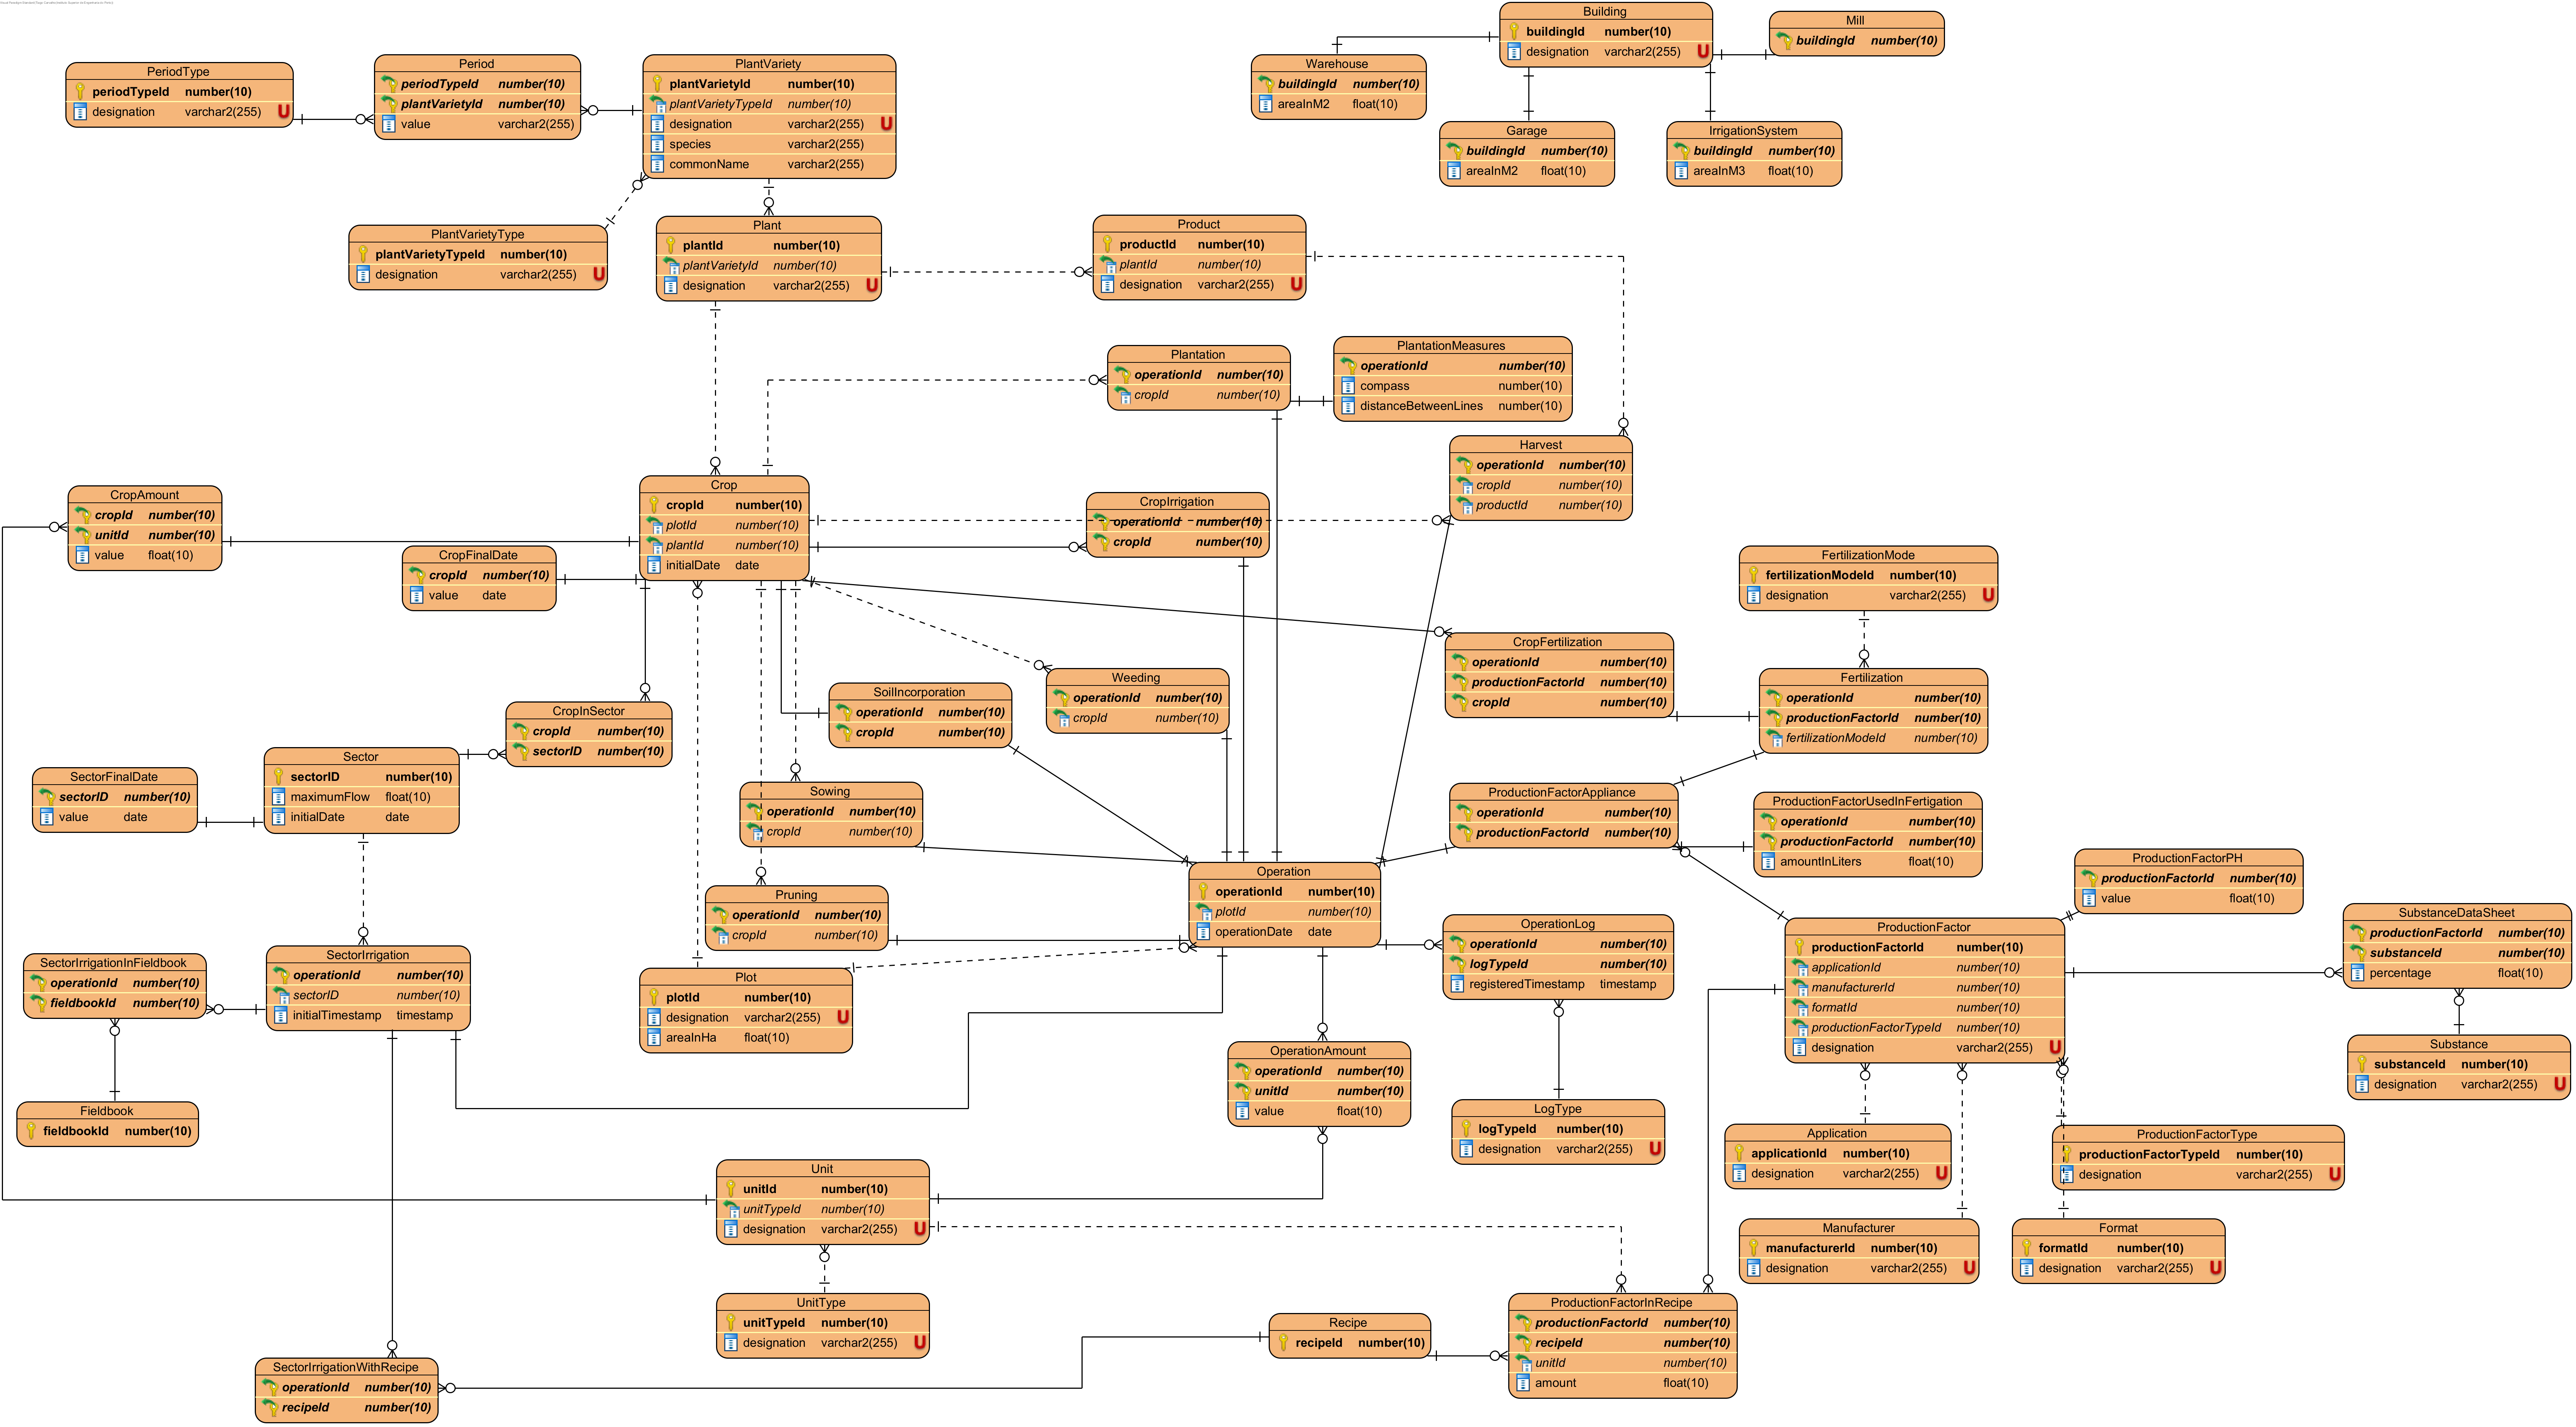 Building
buildingId number(10)
designation varchar2(255) U
Mill
buildingId number(10)
Warehouse
buildingId number(10)
areaInM2 float(10)
Garage
buildingId number(10)
areaInM2 float(10)
IrrigationSystem
buildingId number(10)
areaInM3 float(10)
PeriodType
periodTypeId number(10)
designation varchar2(255) U
Period
periodTypeId number(10)
plantVarietyId number(10)
value varchar2(255)
PlantVariety
plantVarietyId number(10)
plantVarietyTypeId number(10)
designation varchar2(255) U
species varchar2(255)
commonName varchar2(255)
PlantVarietyType
plantVarietyTypeId number(10)
designation varchar2(255) U
Plant
plantId number(10)
plantVarietyId number(10)
designation varchar2(255) U
Product
productId number(10)
plantId number(10)
designation varchar2(255) U
Plantation
operationId number(10)
cropId number(10)
PlantationMeasures
operationId number(10)
compass number(10)
distanceBetweenLines number(10)
Harvest
operationId number(10)
cropId number(10)
productId number(10)
CropAmount
cropId number(10)
unitId number(10)
value float(10)
CropFinalDate
cropId number(10)
value date
Crop
cropId number(10)
plotId number(10)
plantId number(10)
initialDate date
CropIrrigation
operationId number(10)
cropId number(10)
FertilizationMode
fertilizationModeId number(10)
designation varchar2(255) U
CropFertilization
operationId number(10)
productionFactorId number(10)
cropId number(10)
Fertilization
operationId number(10)
productionFactorId number(10)
fertilizationModeId number(10)
Weeding
operationId number(10)
cropId number(10)
SoilIncorporation
operationId number(10)
cropId number(10)
CropInSector
cropId number(10)
sectorID number(10)
Sector
sectorID number(10)
maximumFlow float(10)
initialDate date
SectorFinalDate
sectorID number(10)
value date
Sowing
operationId number(10)
cropId number(10)
ProductionFactorAppliance
operationId number(10)
productionFactorId number(10)
ProductionFactorUsedInFertigation
operationId number(10)
productionFactorId number(10)
amountInLiters float(10)
ProductionFactorPH
productionFactorId number(10)
value float(10)
Operation
operationId number(10)
plotId number(10)
operationDate date
Pruning
operationId number(10)
cropId number(10)
OperationLog
operationId number(10)
logTypeId number(10)
registeredTimestamp timestamp
ProductionFactor
productionFactorId number(10)
applicationId number(10)
manufacturerId number(10)
formatId number(10)
productionFactorTypeId number(10)
designation varchar2(255) U
SubstanceDataSheet
productionFactorId number(10)
substanceId number(10)
percentage float(10)
Substance
substanceId number(10)
designation varchar2(255) U
SectorIrrigationInFieldbook
operationId number(10)
fieldbookId number(10)
SectorIrrigation
operationId number(10)
sectorID number(10)
initialTimestamp timestamp
Plot
plotId number(10)
designation varchar2(255) U
areaInHa float(10)
OperationAmount
operationId number(10)
unitId number(10)
value float(10)
Fieldbook
fieldbookId number(10)
LogType
logTypeId number(10)
designation varchar2(255) U
Application
applicationId number(10)
designation varchar2(255) U
ProductionFactorType
productionFactorTypeId number(10)
designation varchar2(255) U
Unit
unitId number(10)
unitTypeId number(10)
designation varchar2(255) U
Manufacturer
manufacturerId number(10)
designation varchar2(255) U
Format
formatId number(10)
designation varchar2(255) U
UnitType
unitTypeId number(10)
designation varchar2(255) U
Recipe
recipeId number(10)
ProductionFactorInRecipe
productionFactorId number(10)
recipeId number(10)
unitId number(10)
amount float(10)
SectorIrrigationWithRecipe
operationId number(10)
recipeId number(10)